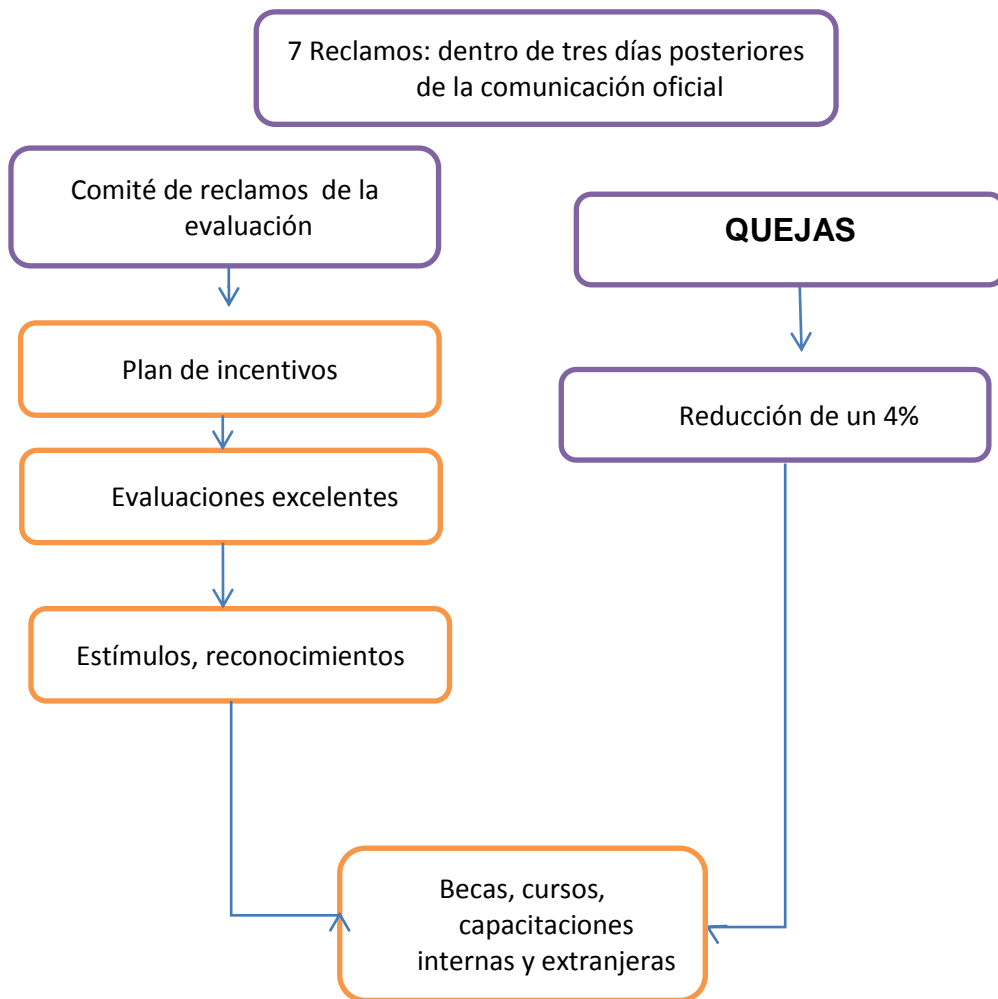 7 Reclamos: dentro de tres días posteriores
de la comunicación oficial
Comité de reclamos de la
evaluación
QUEJAS
Plan de incentivos
Reducción de un 4%
Evaluaciones excelentes
Estímulos, reconocimientos
Becas, cursos,
capacitaciones
internas y extranjeras